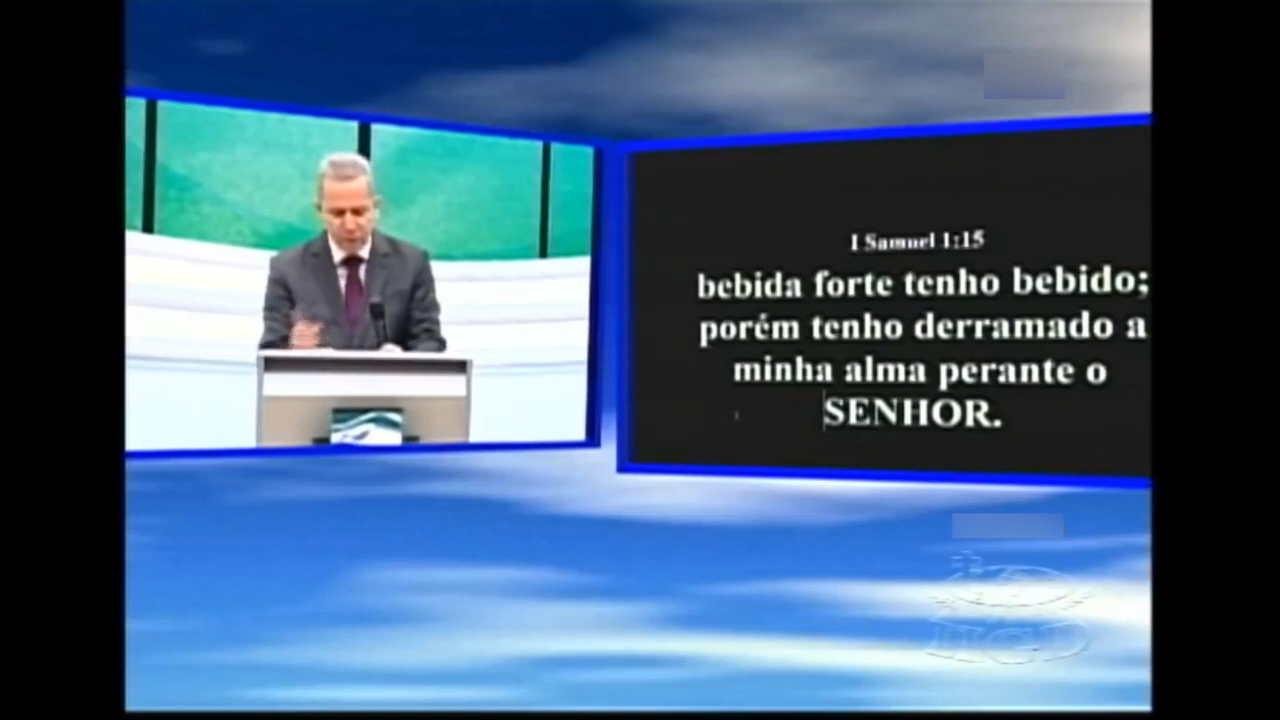 I Samuel 1:15
bebida forte tenho bebido;
porém tenho derramado a
minha alma perante o
SENHOR.